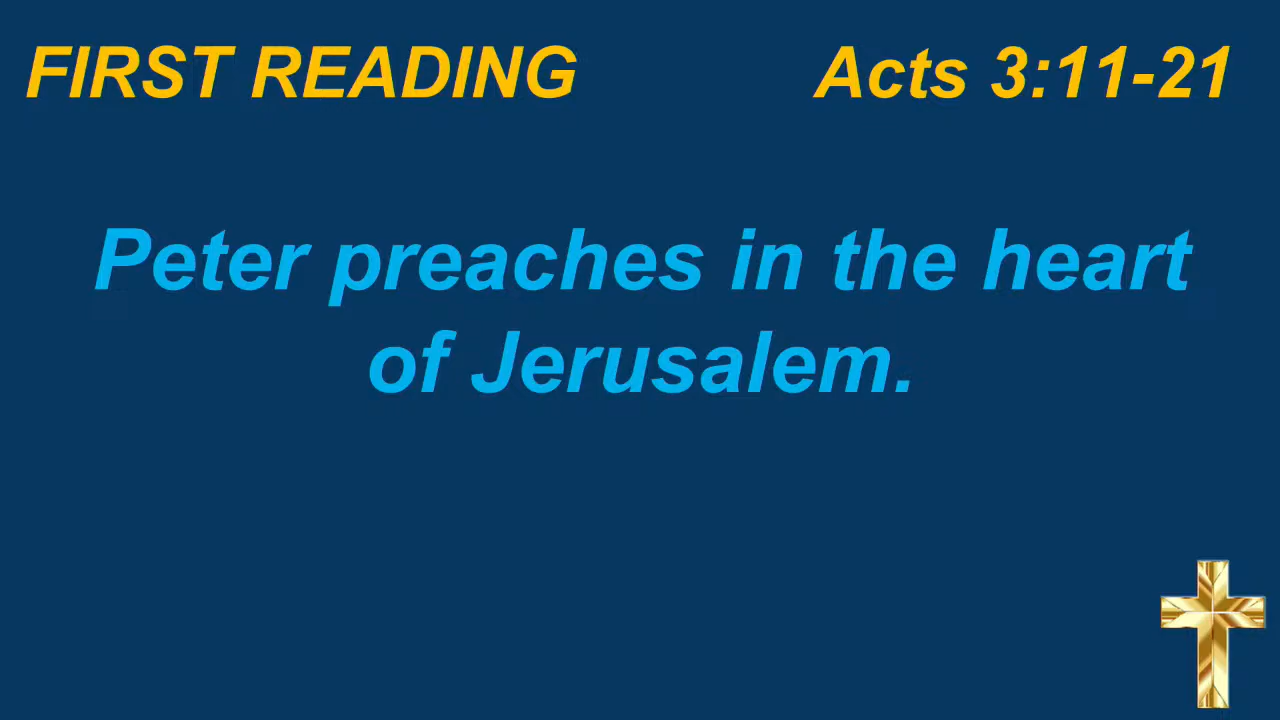 FIRST READING Acts 3:11-21
Peter preaches in the heart
of Jerusalem.